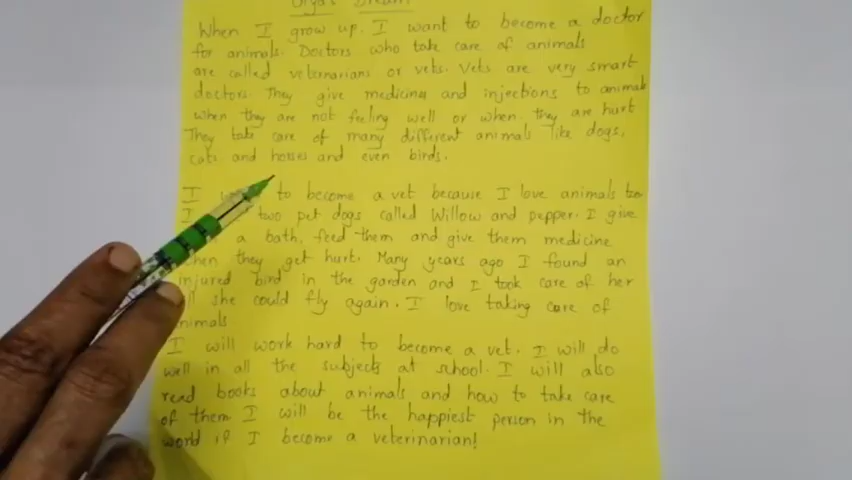 Dream
When I grow up, I want to become a doctor
for animals. Doctors who take care of animals
are called veternarians or vets. Vets are very smart
doctors. They give medicines and injections to animals
when they are not feeling well or when they are hurt
They take care of many different animals like dogs,
cats and horses and even birds.
I to become a vet because I love animals too
I two pet dogs called Willow and pepper. I give
a bath, feed them and give them medicine
when they get hurt. Many years ago I found an
injured bird in the garden and I took care of her
she could fly again. I love taking care of
animals
I will work hard to become a vet. I will do
well in all the subjects at school. I will also
read books about animals and how to take care
of them I will be the happiest person in the
world if I become a veterinarian!